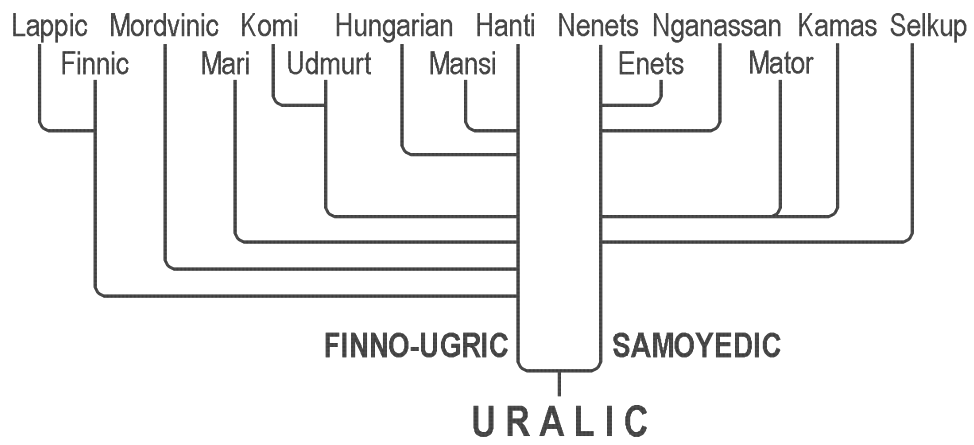 Lappic Mordvinic Komi Hungarian Hanti Nenets Nganassan Kamas Selkup
Finnic Mari Udmurt Mansi Enets Mator
FINNO-UGRIC SAMOYEDIC
URALIC